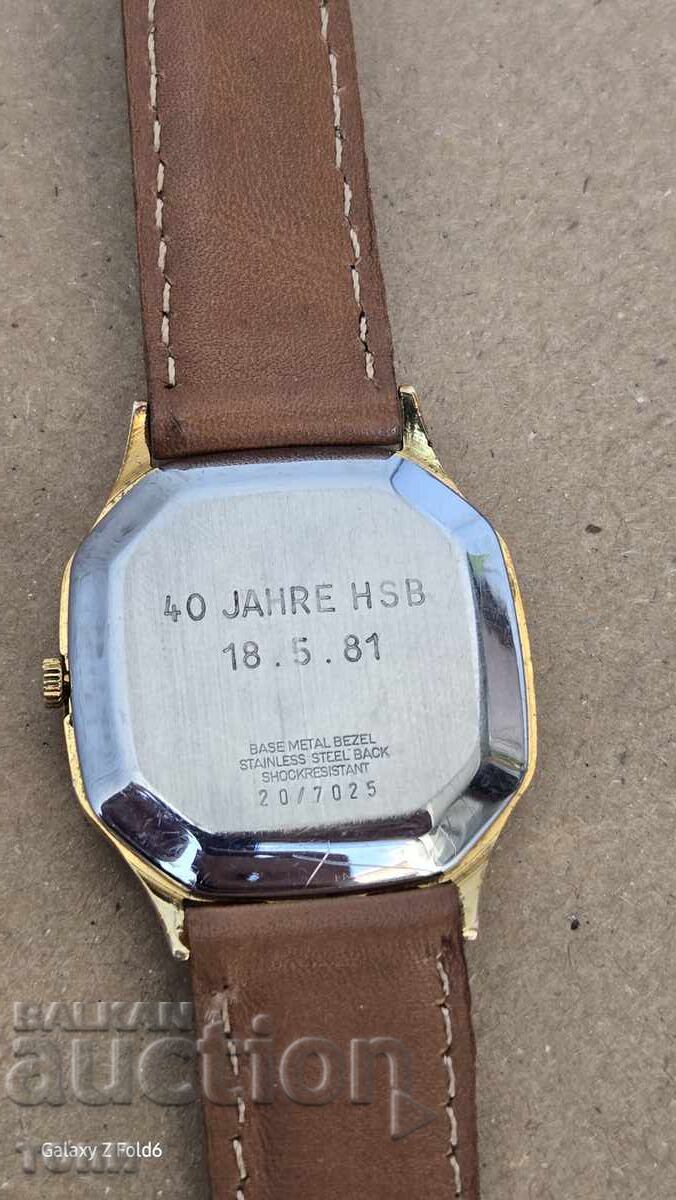 40 JAHRE HSB
18.5.81
BASE METAL BEZEL
STAINLESS STEEL BACK
SHOCKRESISTANT
20/7025
BALKAN
auction
Galaxy Z Fold6